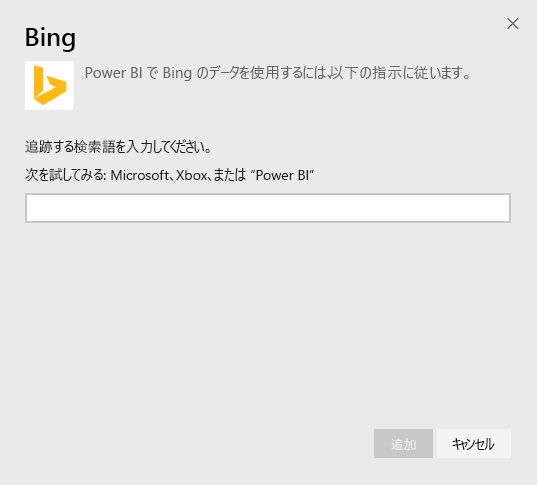 Bing
Power BI で Bing のデータを使用するには、以下の指示に従います。
追跡する検索語を入力してください。
次を試してみる: Microsoft、Xbox、または "Power BI"
追加
キャンセル